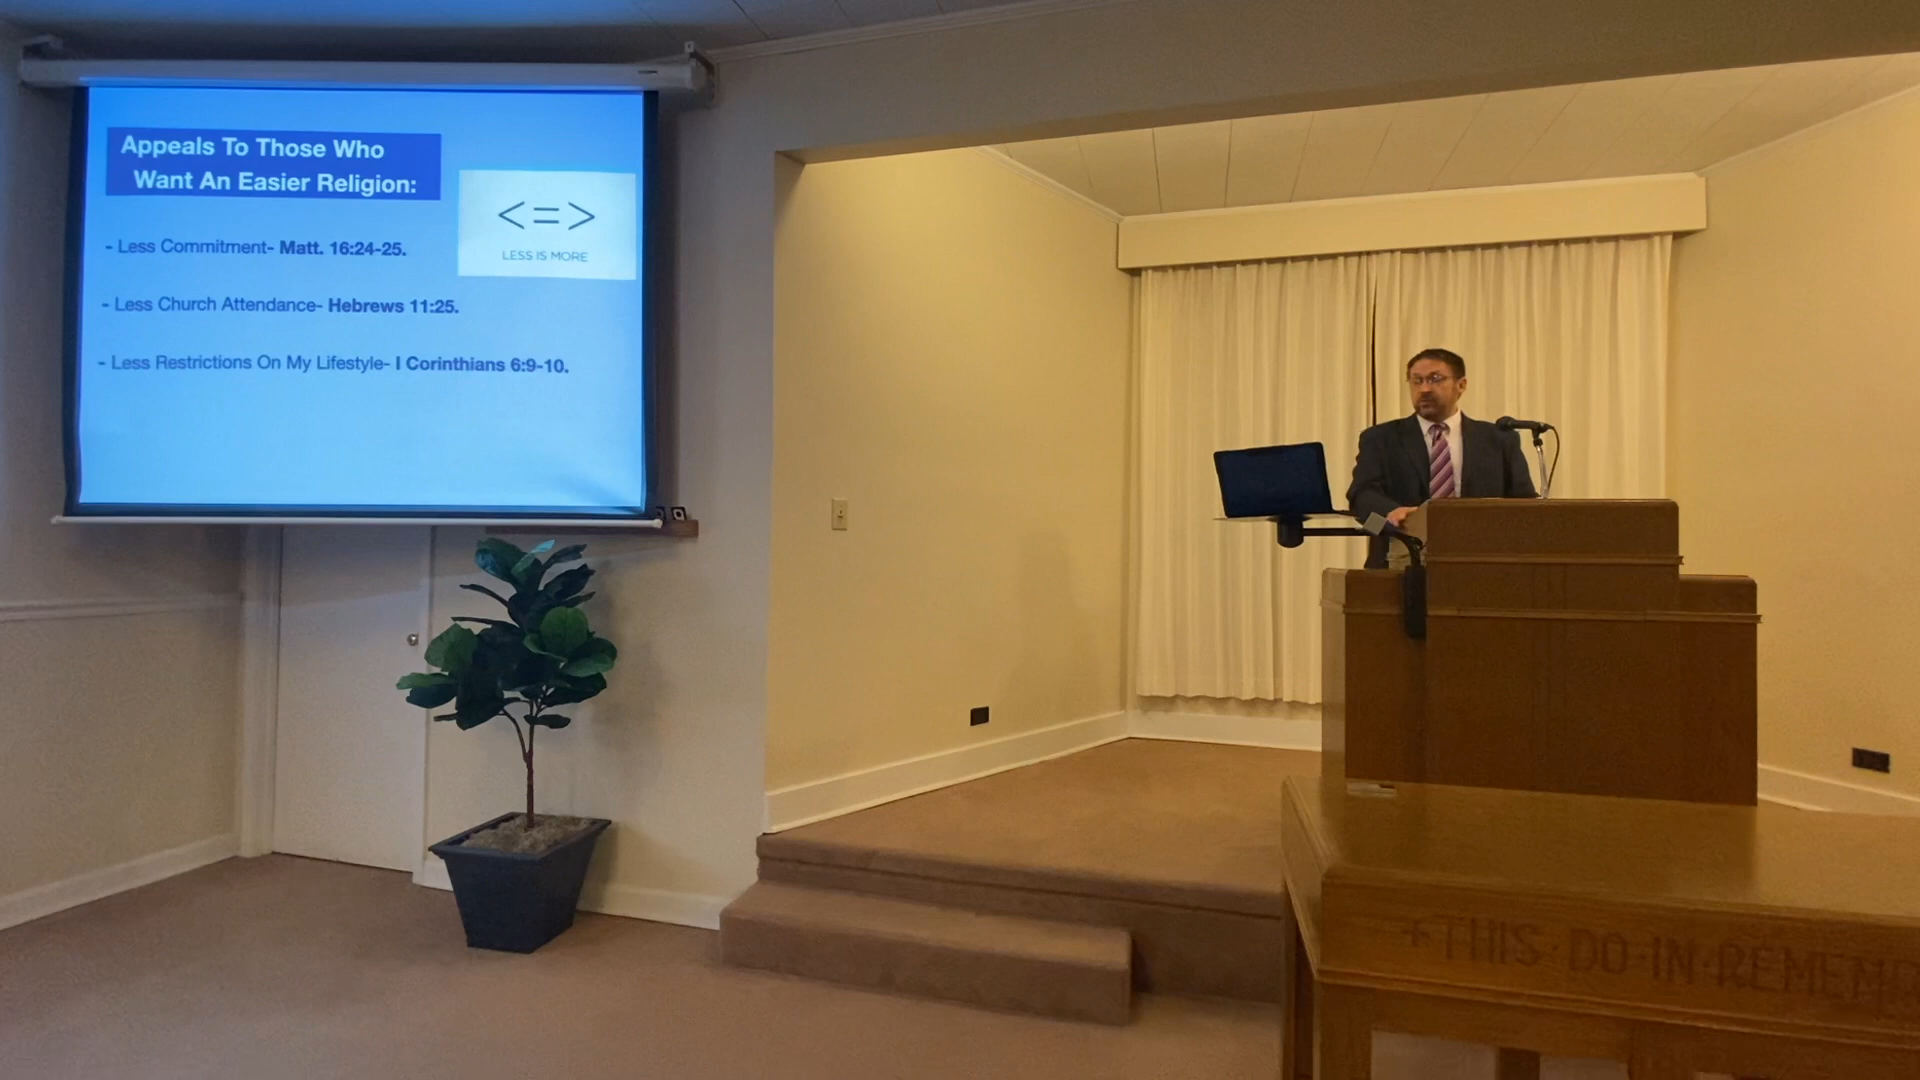 Appeals To Those Who
Want An Easier Religion:
<=>
LESS IS MORE
- Less Commitment- Matt. 16:24-25.
- Less Church Attendance- Hebrews 11:25.
- Less Restrictions On My Lifestyle- I Corinthians 6:9-10.
+THIS·DO·IN·REMEM